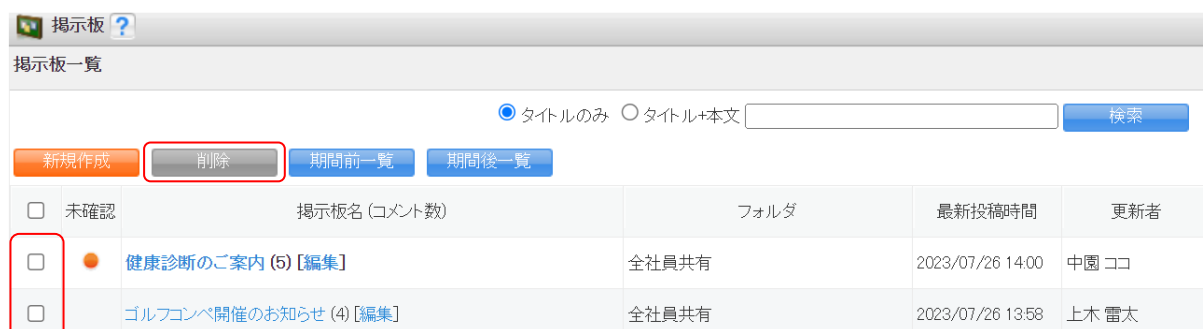 掲示板 ?
掲示板一覧
タイトルのみ タイトル+本文 検索
新規作成 削除 期間前一覧 期間後一覧
未確認 掲示板名 (コメント数) フォルダ 最新投稿時間 更新者
健康診断のご案内 (5) [編集] 全社員共有 2023/07/26 14:00 中園 ココ
ゴルフコンペ開催のお知らせ (4) [編集] 全社員共有 2023/07/26 13:58 上木 雷太